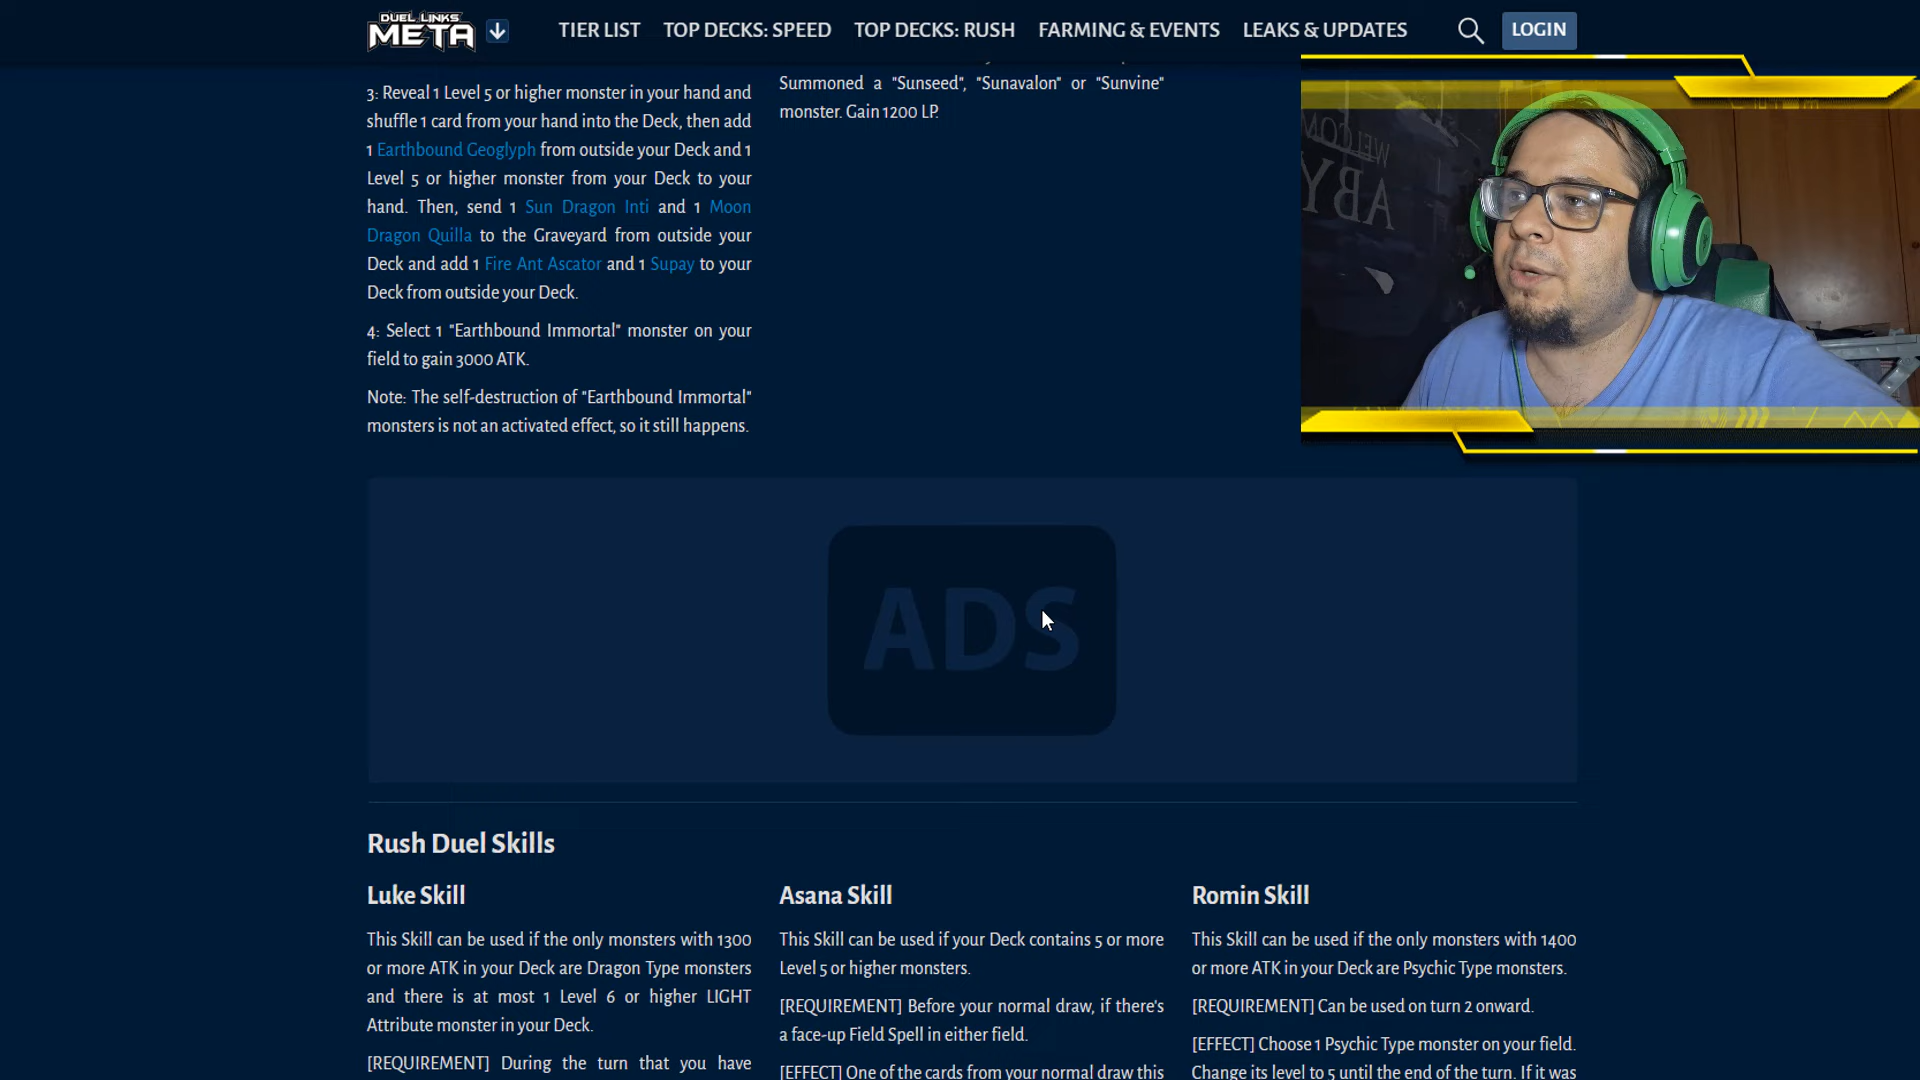 DUEL LINKS
META
TIER LIST
TOP DECKS: SPEED
TOP DECKS: RUSH
FARMING & EVENTS
LEAKS & UPDATES
LOGIN
3: Reveal 1 Level 5 or higher monster in your hand and
shuffle 1 card from your hand into the Deck, then add
1 Earthbound Geoglyph from outside your Deck and 1
Level 5 or higher monster from your Deck to your
hand. Then, send 1 Sun Dragon Inti and 1 Moon
Dragon Quilla to the Graveyard from outside your
Deck and add 1 Fire Ant Ascator and 1 Supay to your
Deck from outside your Deck.
4: Select 1 "Earthbound Immortal" monster on your
field to gain 3000 ATK.
Note: The self-destruction of "Earthbound Immortal"
monsters is not an activated effect, so it still happens.
Summoned a "Sunseed", "Sunavalon" or "Sunvine"
monster. Gain 1200 LP.
WELCOM
ABY
ADS
Rush Duel Skills
Luke Skill
This Skill can be used if the only monsters with 1300
or more ATK in your Deck are Dragon Type monsters
and there is at most 1 Level 6 or higher LIGHT
Attribute monster in your Deck.
[REQUIREMENT] During the turn that you have
Asana Skill
This Skill can be used if your Deck contains 5 or more
Level 5 or higher monsters.
[REQUIREMENT] Before your normal draw, if there's
a face-up Field Spell in either field.
[EFFECT] One of the cards from your normal draw this
Romin Skill
This Skill can be used if the only monsters with 1400
or more ATK in your Deck are Psychic Type monsters.
[REQUIREMENT] Can be used on turn 2 onward.
[EFFECT] Choose 1 Psychic Type monster on your field.
Change its level to 5 until the end of the turn. If it was